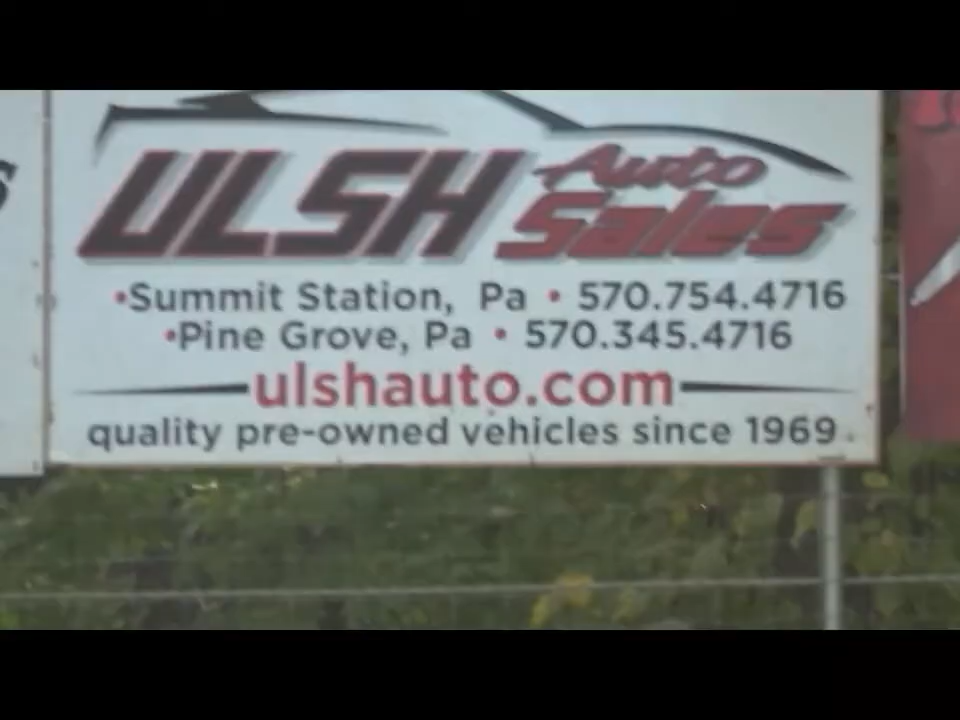 ULSH Auto Sales
•Summit Station, Pa • 570.754.4716
•Pine Grove, Pa • 570.345.4716
ulshauto.com
quality pre-owned vehicles since 1969